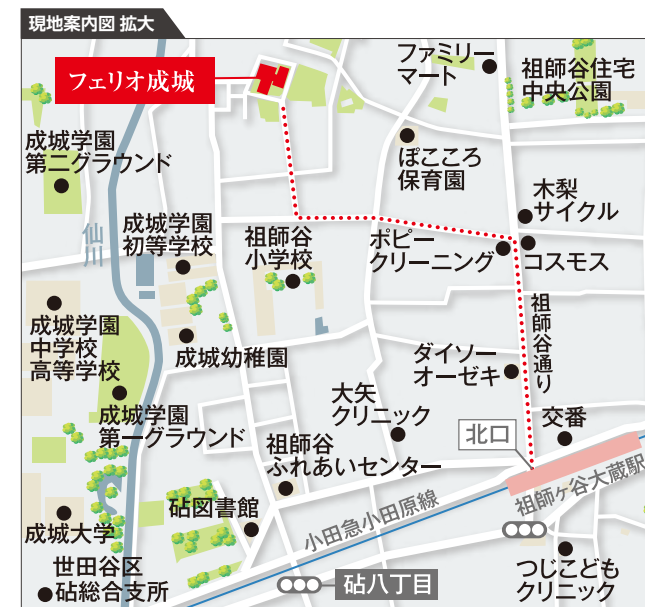 現地案内図 拡大
フェリオ成城
ファミリー
マート
祖師谷住宅
中央公園
成城学園
第二グラウンド
ぽこころ
保育園
木梨
サイクル
仙川
成城学園
初等学校
祖師谷
小学校
ポピー
クリーニング
コスモス
成城学園
中学校
高等学校
成城幼稚園
祖師谷通り
ダイソー
オーゼキ
成城学園
第一グラウンド
大矢
クリニック
北口
交番
祖師谷
ふれあいセンター
祖師ヶ谷大蔵駅
砧図書館
小田急小田原線
成城大学
世田谷区
砧総合支所
砧八丁目
つじこども
クリニック